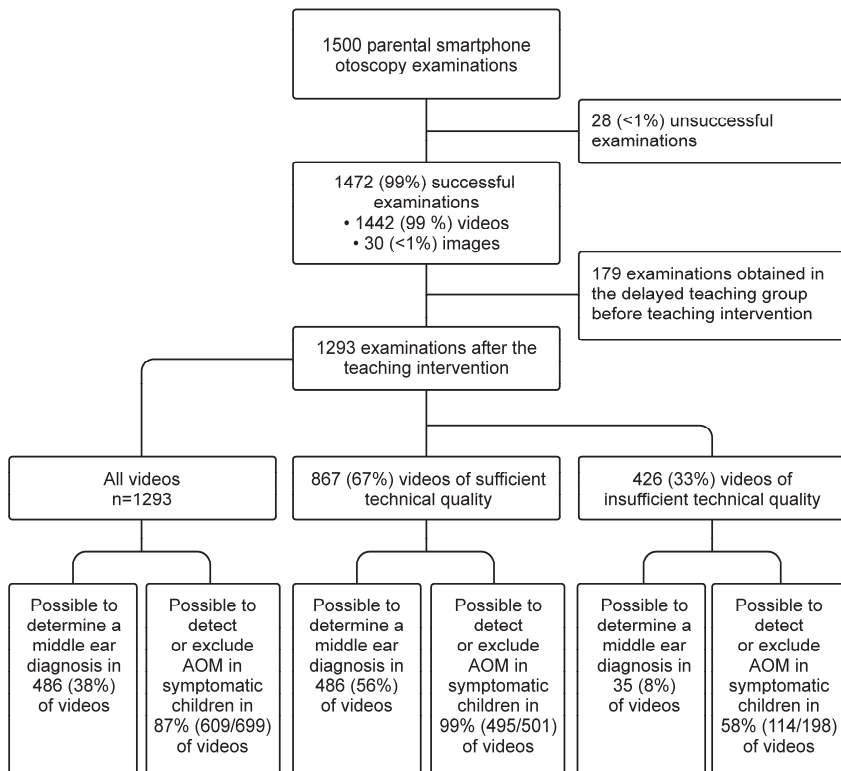 1500 parental smartphone
otoscopy examinations
28 (<1%) unsuccessful
examinations
1472 (99%) successful
examinations
• 1442 (99 %) videos
• 30 (<1%) images
179 examinations obtained in
the delayed teaching group
before teaching intervention
1293 examinations after the
teaching intervention
All videos
n=1293
867 (67%) videos of sufficient
technical quality
426 (33%) videos of
insufficient technical quality
Possible to
determine a
middle ear
diagnosis in
486 (38%)
of videos
Possible to
detect
or exclude
AOM in
symptomatic
children in
87% (609/699)
of videos
Possible to
determine a
middle ear
diagnosis in
486 (56%)
of videos
Possible to
detect
or exclude
AOM in
symptomatic
children in
99% (495/501)
of videos
Possible to
determine a
middle ear
diagnosis in
35 (8%)
of videos
Possible to
detect
or exclude
AOM in
symptomatic
children in
58% (114/198)
of videos